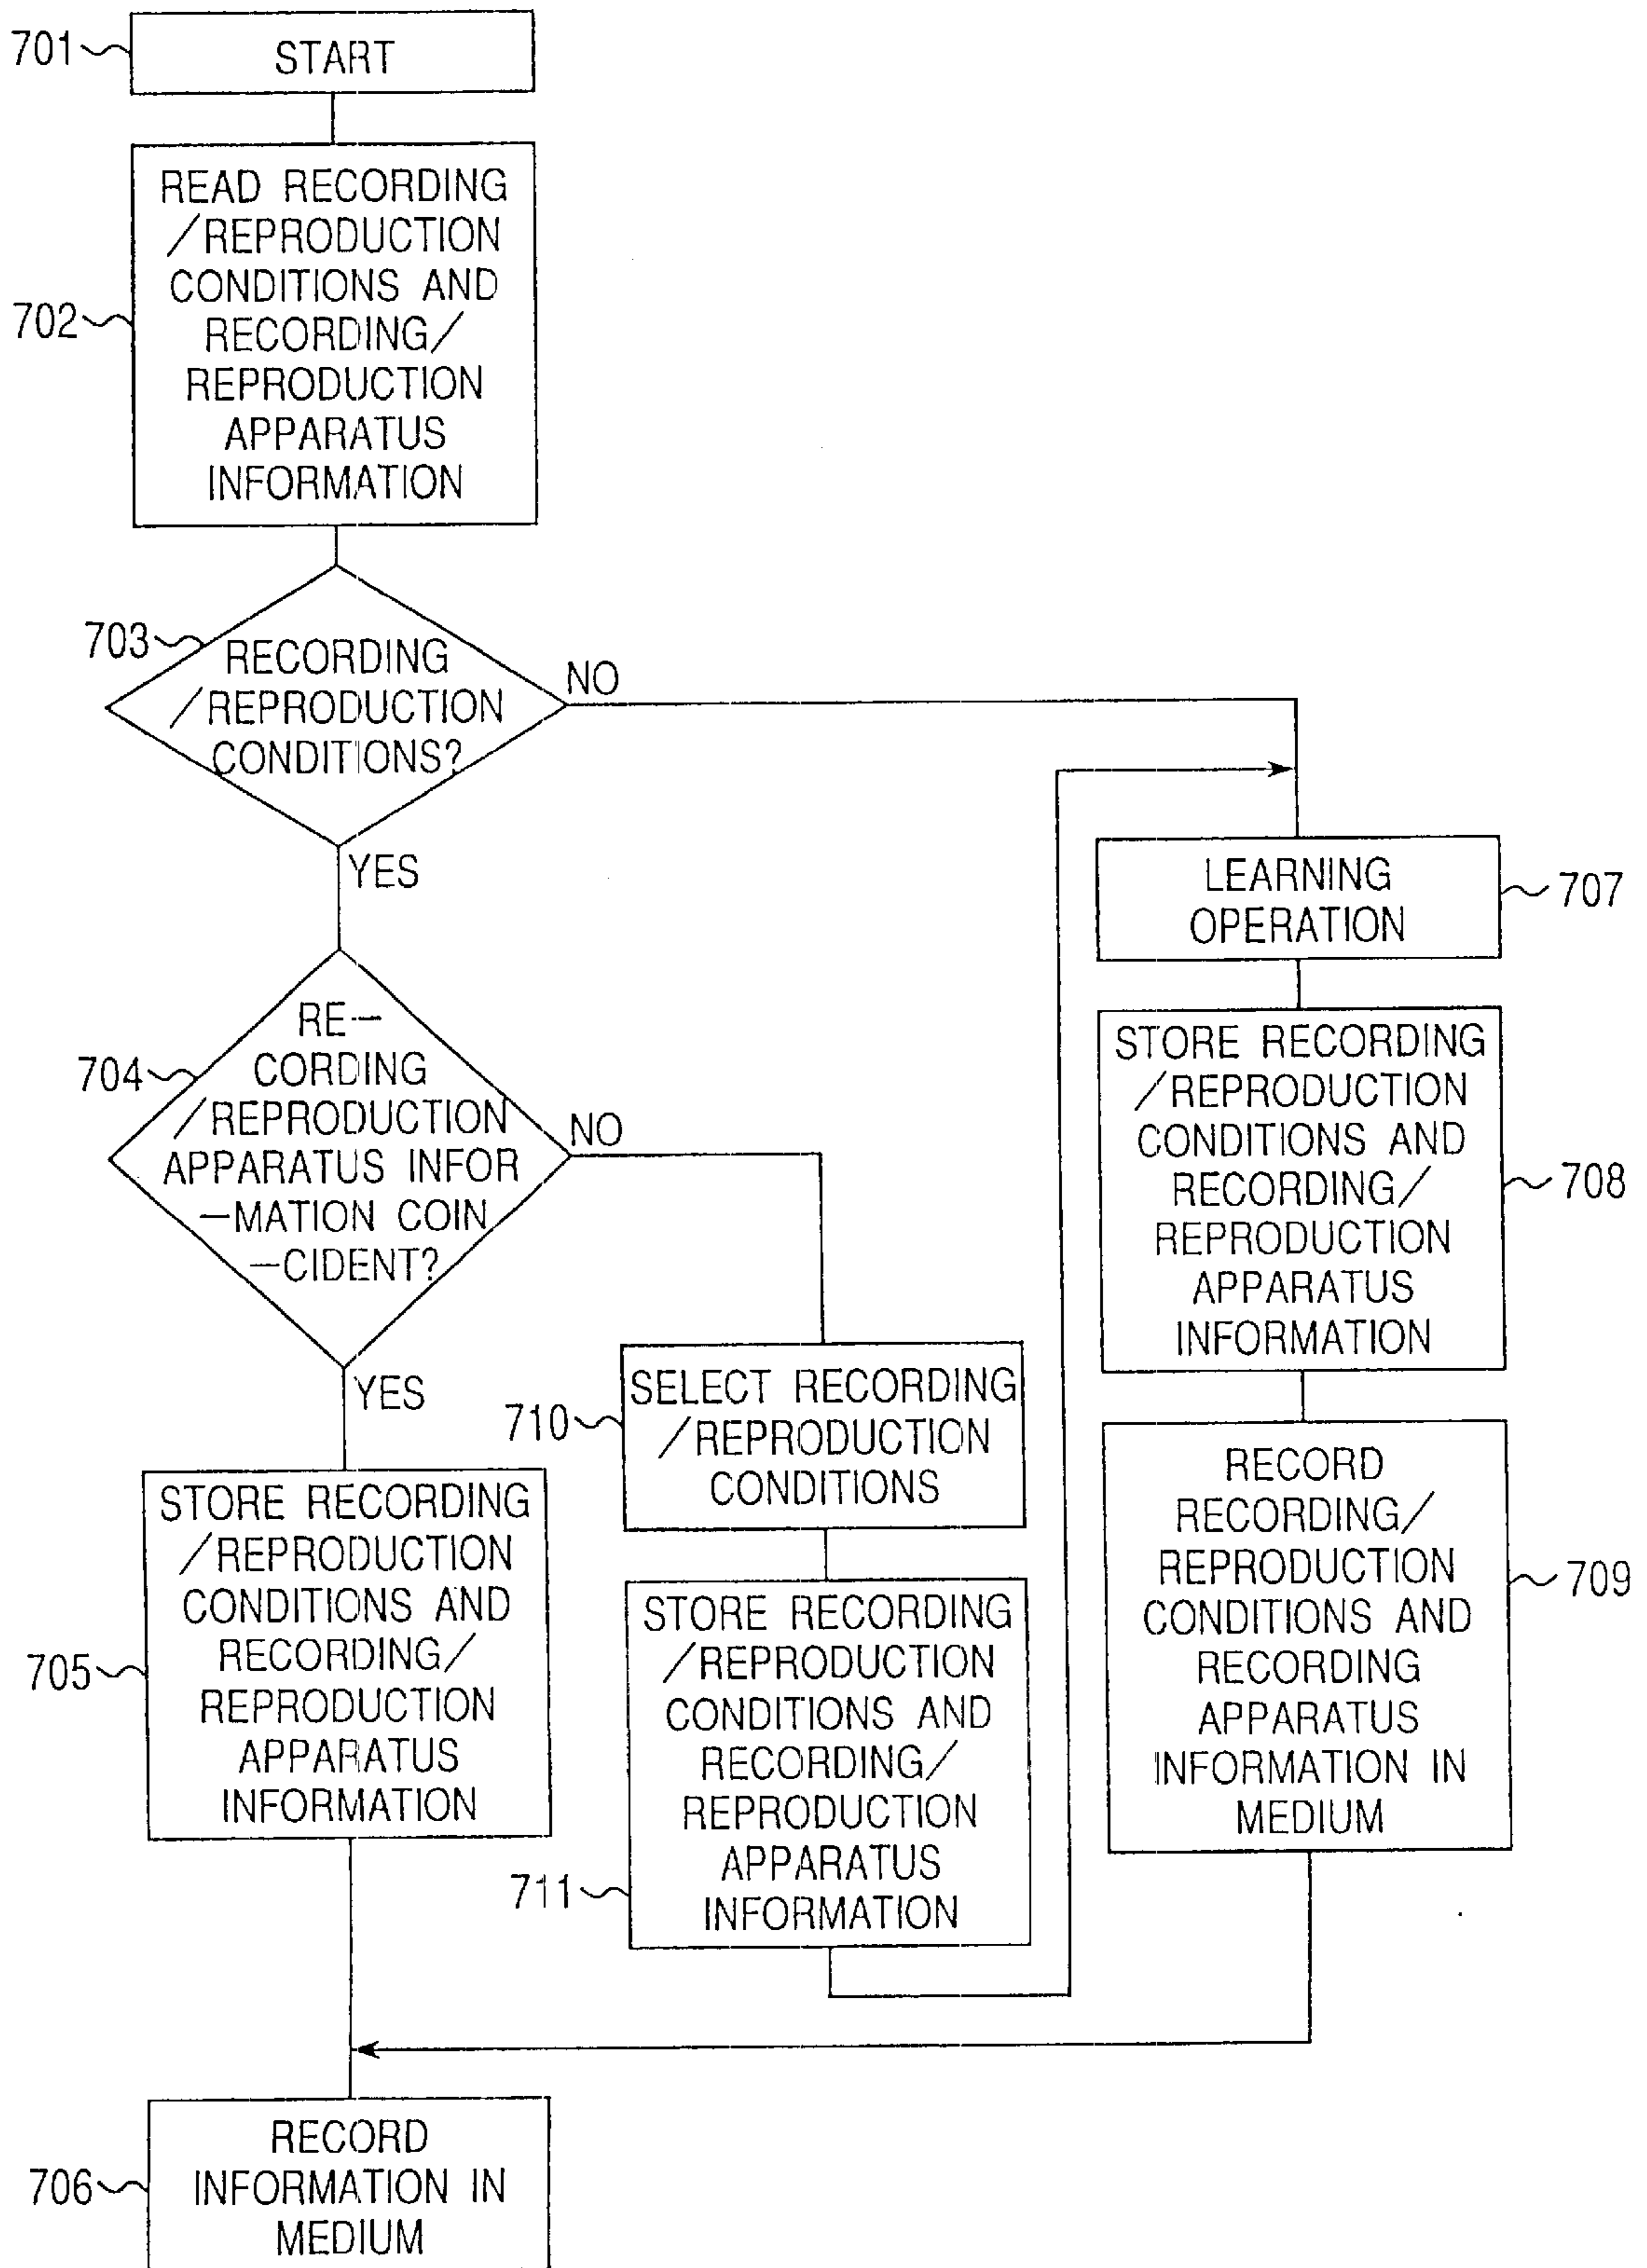 701
START
702
READ RECORDING
/REPRODUCTION
CONDITIONS AND
RECORDING/
REPRODUCTION
APPARATUS
INFORMATION
703
RECORDING
/REPRODUCTION
CONDITIONS?
NO
YES
704
RE-
CORDING
/REPRODUCTION
APPARATUS INFOR
-MATION COIN
-CIDENT?
NO
YES
705
STORE RECORDING
/REPRODUCTION
CONDITIONS AND
RECORDING/
REPRODUCTION
APPARATUS
INFORMATION
710
SELECT RECORDING
/REPRODUCTION
CONDITIONS
711
STORE RECORDING
/REPRODUCTION
CONDITIONS AND
RECORDING/
REPRODUCTION
APPARATUS
INFORMATION
LEARNING
OPERATION
707
STORE RECORDING
/REPRODUCTION
CONDITIONS AND
RECORDING/
REPRODUCTION
APPARATUS
INFORMATION
708
RECORD
RECORDING/
REPRODUCTION
CONDITIONS AND
RECORDING
APPARATUS
INFORMATION IN
MEDIUM
709
706
RECORD
INFORMATION IN
MEDIUM